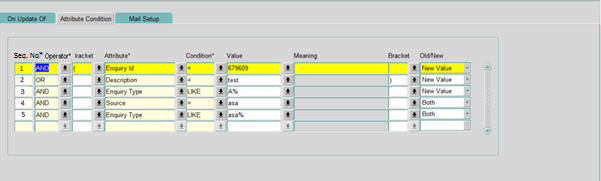 On Update Of Attribute Condition Mail Setup
Seq. No* Operator* Bracket Attribute* Condition* Value Meaning Bracket Old/New
1 AND ( Enquiry Id = 679609 New Value
2 OR Description = test ) New Value
3 AND Enquiry Type LIKE A% New Value
4 AND Source = asa Both
5 AND Enquiry Type LIKE asa% Both